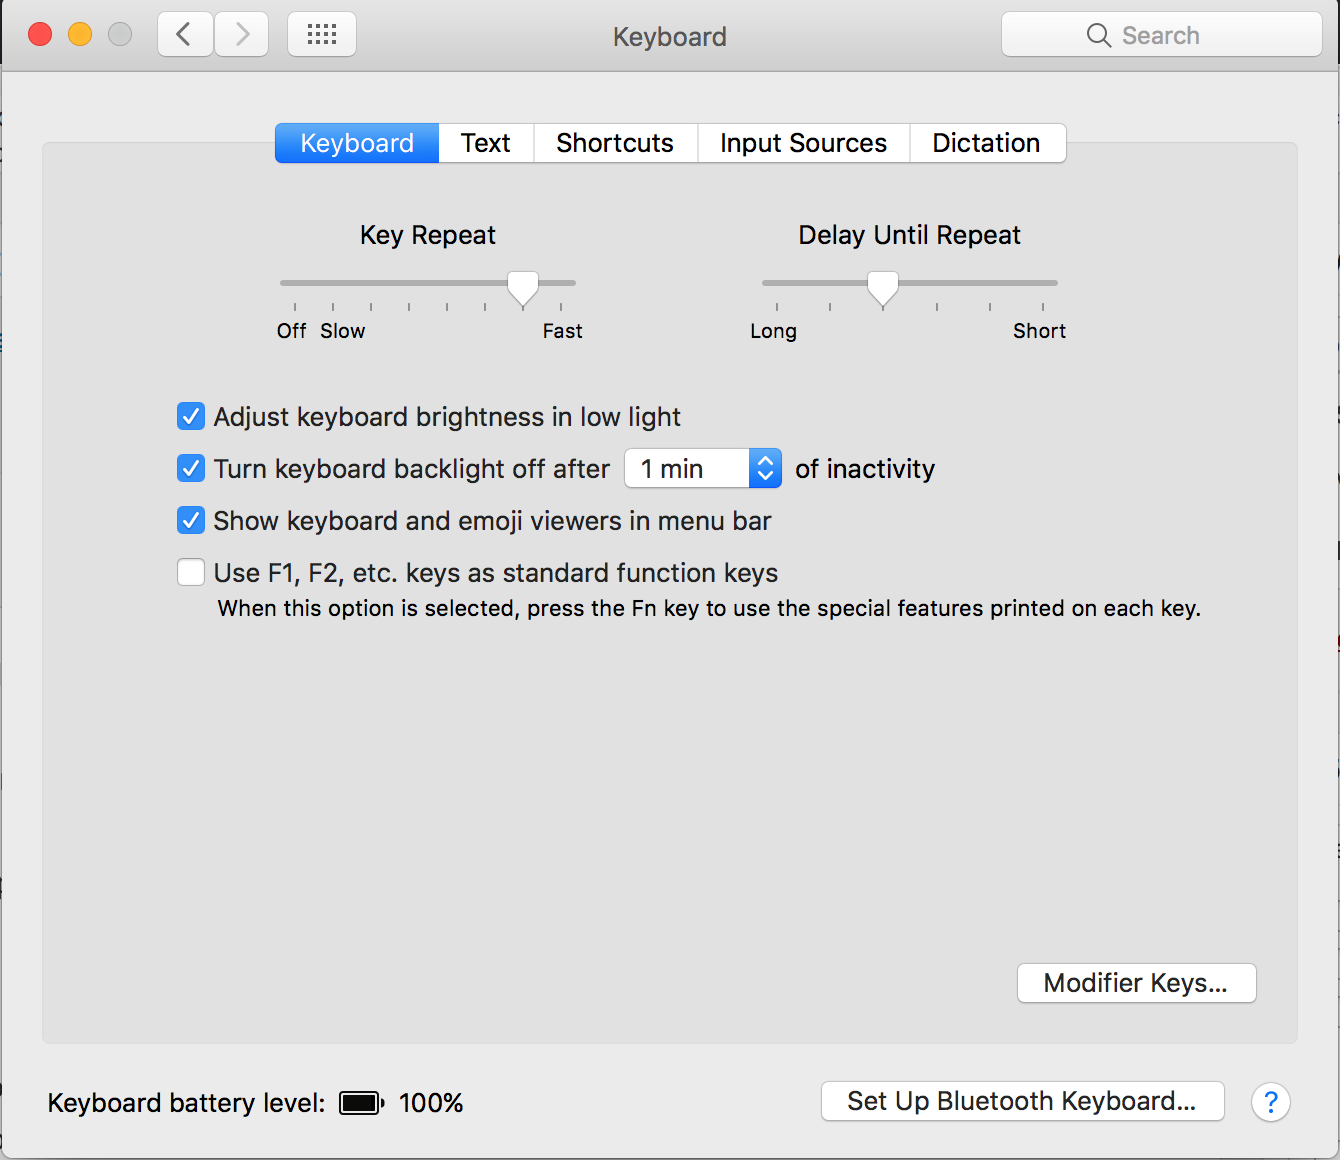 Keyboard
Search
Keyboard Text Shortcuts Input Sources Dictation
Key Repeat
Off Slow Fast
Delay Until Repeat
Long Short
Adjust keyboard brightness in low light
Turn keyboard backlight off after 1 min of inactivity
Show keyboard and emoji viewers in menu bar
Use F1, F2, etc. keys as standard function keys
When this option is selected, press the Fn key to use the special features printed on each key.
Modifier Keys...
Keyboard battery level: 100%
Set Up Bluetooth Keyboard...
?